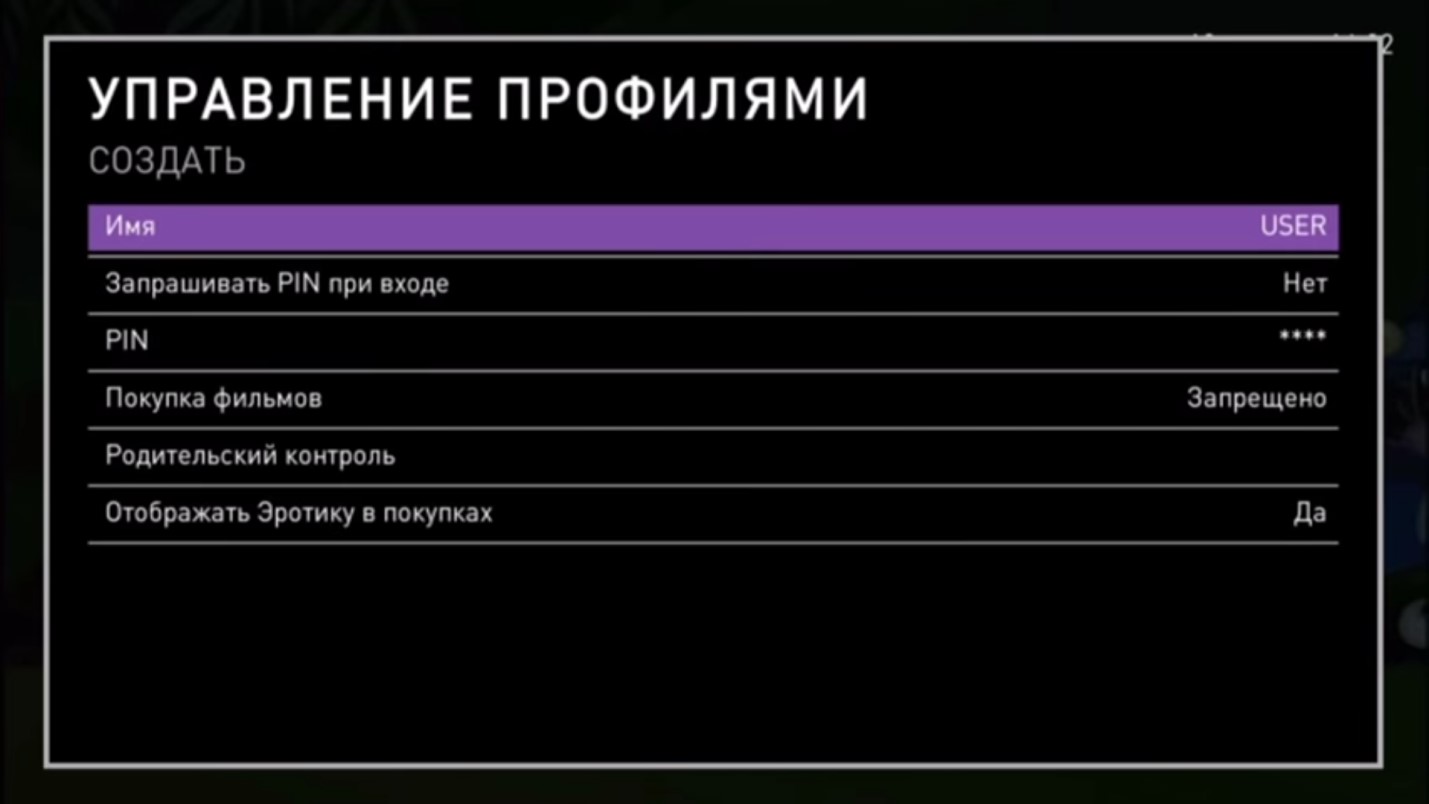 УПРАВЛЕНИЕ ПРОФИЛЯМИ
СОЗДАТЬ
Имя USER
Запрашивать PIN при входе Нет
PIN ****
Покупка фильмов Запрещено
Родительский контроль
Отображать Эротику в покупках Да